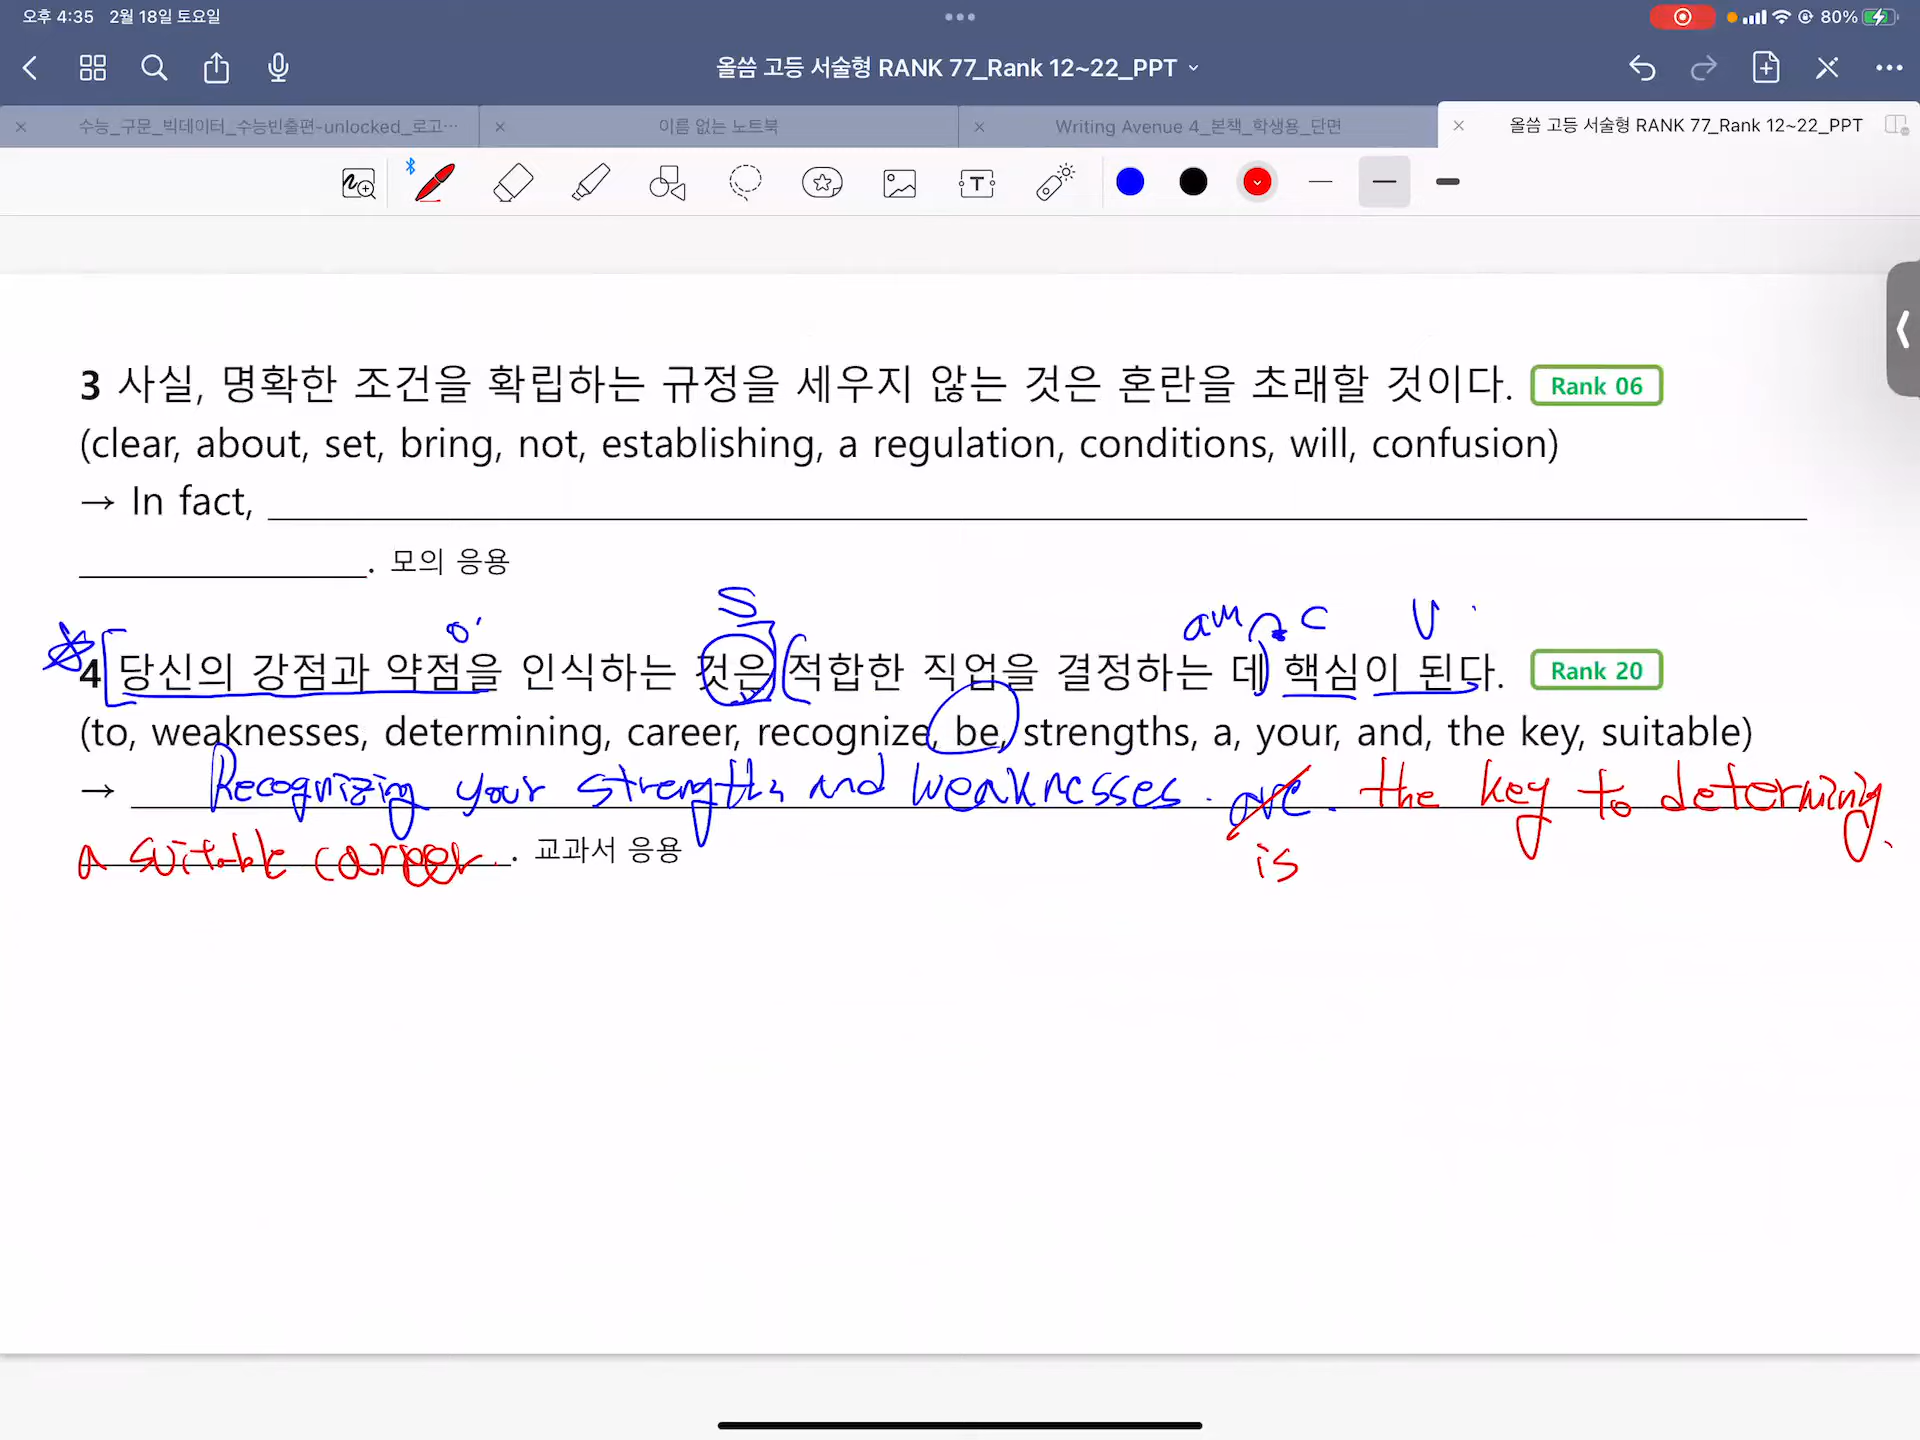 오후 4:35 2월 18일 토요일 80%
올씀 고등 서술형 RANK 77_Rank 12~22_PPT
수능_구문_빅데이터_수능빈출편-unlocked_로고… 이름 없는 노트북 Writing Avenue 4_본책_학생용_단면 올씀 고등 서술형 RANK 77_Rank 12~22_PPT
3 사실, 명확한 조건을 확립하는 규정을 세우지 않는 것은 혼란을 초래할 것이다. Rank 06
(clear, about, set, bring, not, establishing, a regulation, conditions, will, confusion)
→ In fact,
. 모의 응용
S
o' am C V
4 당신의 강점과 약점을 인식하는 것은 적합한 직업을 결정하는 데 핵심이 된다. Rank 20
(to, weaknesses, determining, career, recognize, be, strengths, a, your, and, the key, suitable)
→ Recognizing your strengths and weaknesses are the key to determining
is
a suitable career. 교과서 응용